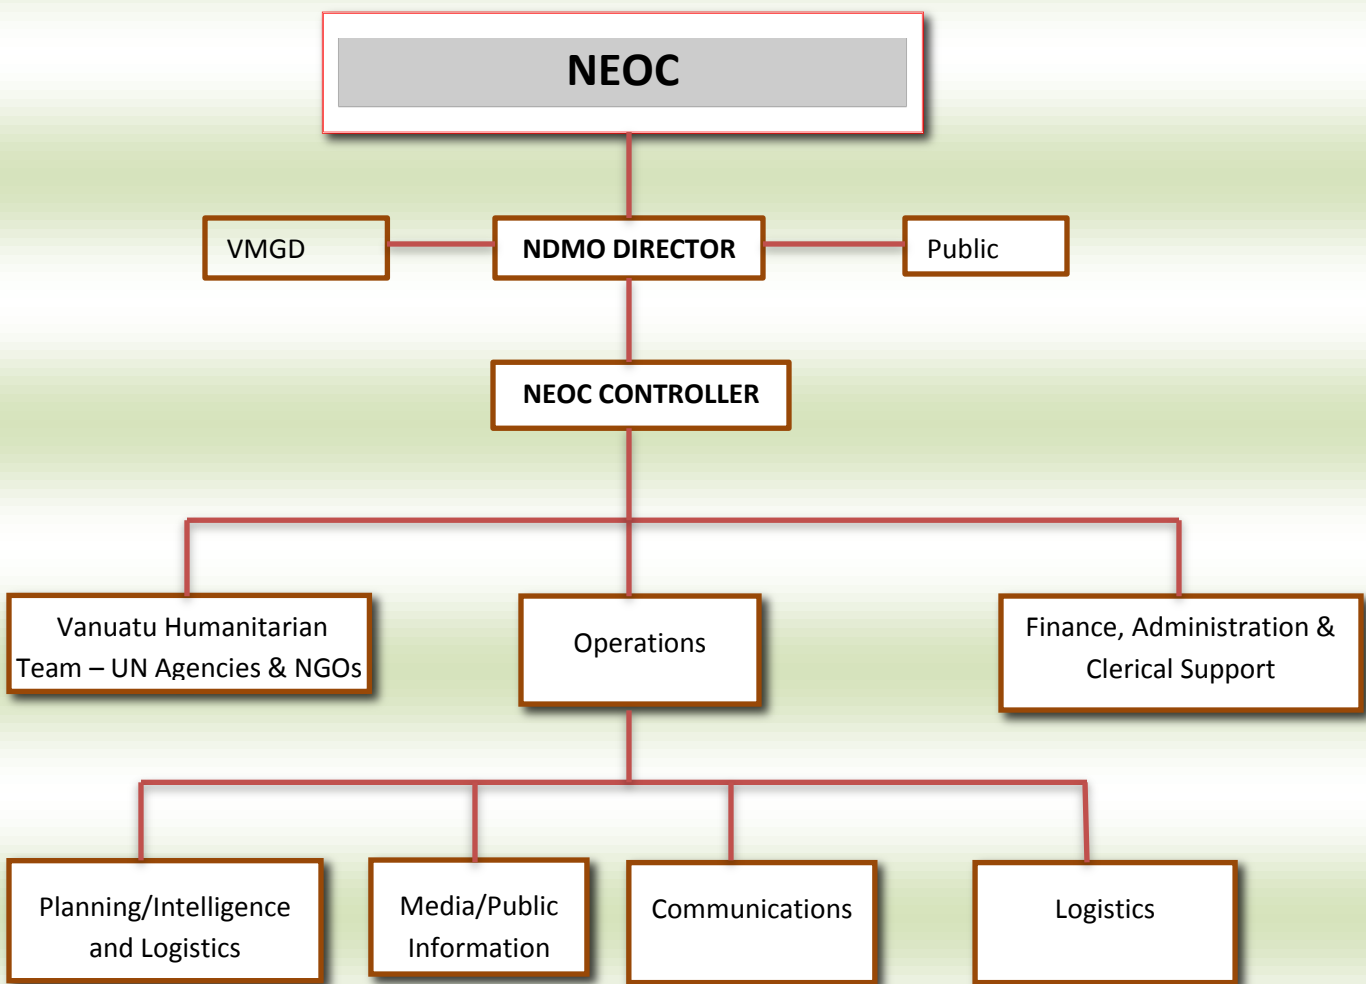 NEOC
VMGD
NDMO DIRECTOR
Public
NEOC CONTROLLER
Vanuatu Humanitarian
Team – UN Agencies & NGOs
Operations
Finance, Administration &
Clerical Support
Planning/Intelligence
and Logistics
Media/Public
Information
Communications
Logistics